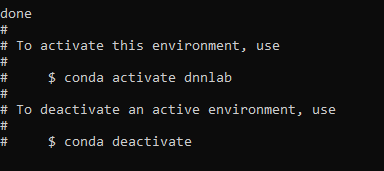 done
#
# To activate this environment, use
#
#     $ conda activate dnnlab
#
# To deactivate an active environment, use
#
#     $ conda deactivate